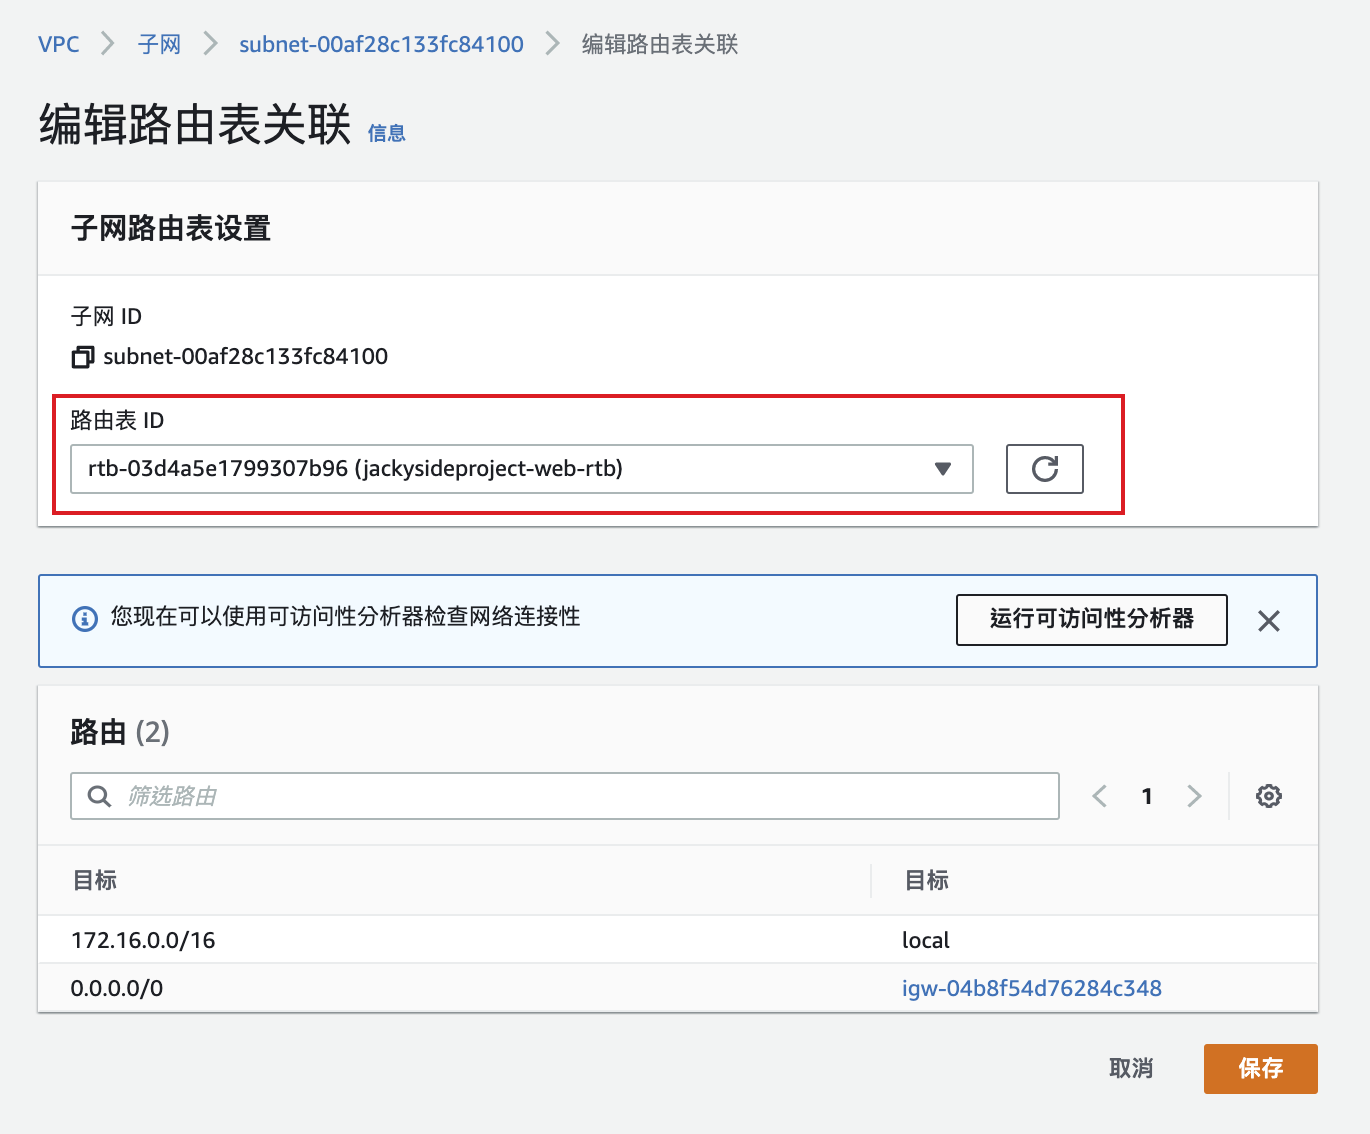 VPC 子网 subnet-00af28c133fc84100 编辑路由表关联
编辑路由表关联 信息
子网路由表设置
子网 ID
subnet-00af28c133fc84100
路由表 ID
rtb-03d4a5e1799307b96 (jackysideproject-web-rtb)
您现在可以使用可访问性分析器检查网络连接性 运行可访问性分析器
路由 (2)
筛选路由 1
目标 目标
172.16.0.0/16 local
0.0.0.0/0 igw-04b8f54d76284c348
取消 保存